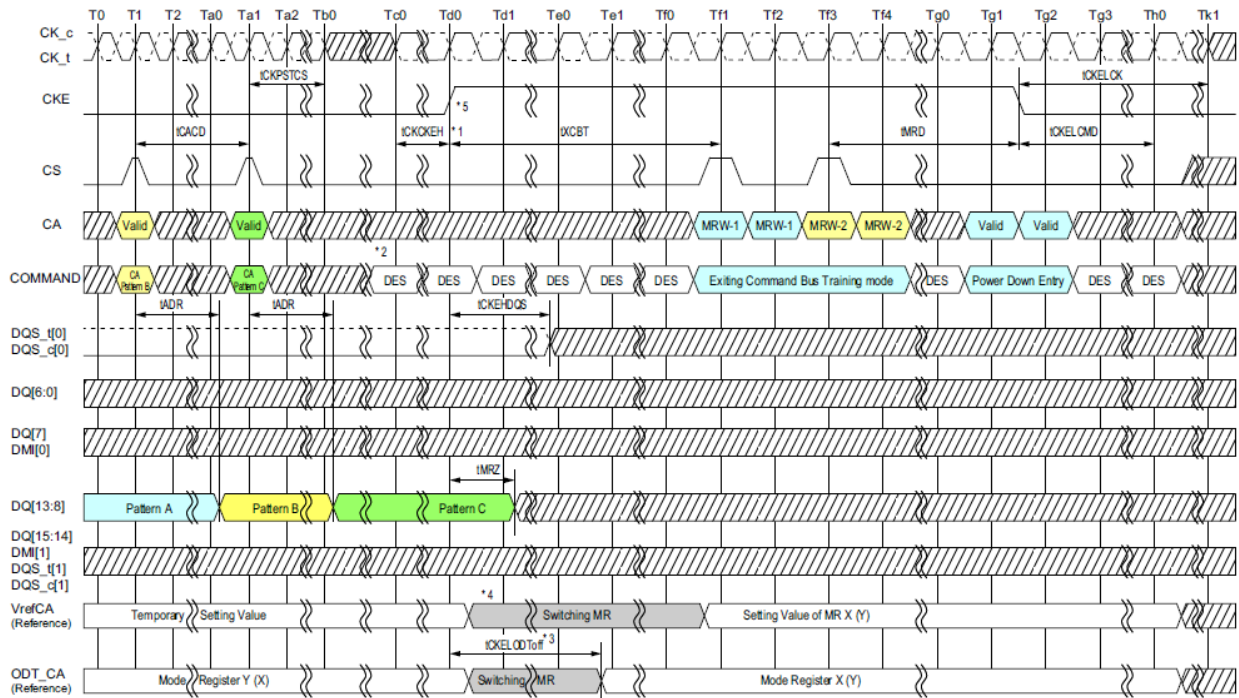 T0 T1 T2 Ta0 Ta1 Ta2 Tb0 Tc0 Td0 Td1 Te0 Te1 Tf0 Tf1 Tf2 Tf3 Tf4 Tg0 Tg1 Tg2 Tg3 Th0 Tk1
CK_c
CK_t
tCKPSTCS tCKELCK
CKE
*5
tCACD tCKCKEH *1 tXCBT tMRD tCKELCMD
CS
CA Valid Valid MRW-1 MRW-1 MRW-2 MRW-2 Valid Valid
*2
COMMAND CA Pattern B CA Pattern C DES DES DES DES DES DES Exiting Command Bus Training mode DES Power Down Entry DES DES
tADR tADR tCKEHDQS
DQS_t[0]
DQS_c[0]
DQ[6:0]
DQ[7]
DMI[0]
tMRZ
DQ[13:8] Pattern A Pattern B Pattern C
DQ[15:14]
DMI[1]
DQS_t[1]
DQS_c[1]
*4
VrefCA Temporary Setting Value Switching MR Setting Value of MR X (Y)
(Reference)
tCKELODToff *3
ODT_CA Mode Register Y (X) Switching MR Mode Register X (Y)
(Reference)